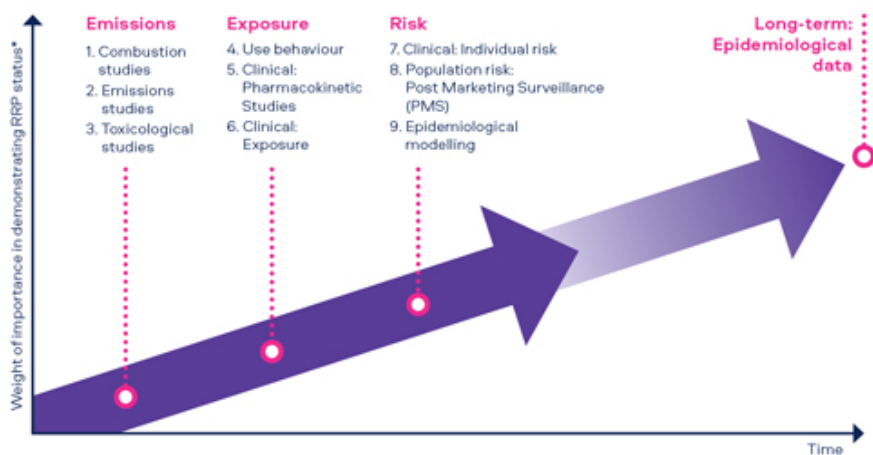 Emissions
1. Combustion
studies
2. Emissions
studies
3. Toxicological
studies
Exposure
4. Use behaviour
5. Clinical:
Pharmacokinetic
Studies
6. Clinical:
Exposure
Risk
7. Clinical: Individual risk
8. Population risk:
Post Marketing Surveillance
(PMS)
9. Epidemiological
modelling
Long-term:
Epidemiological
data
Weight of importance in demonstrating RRP status*
Time